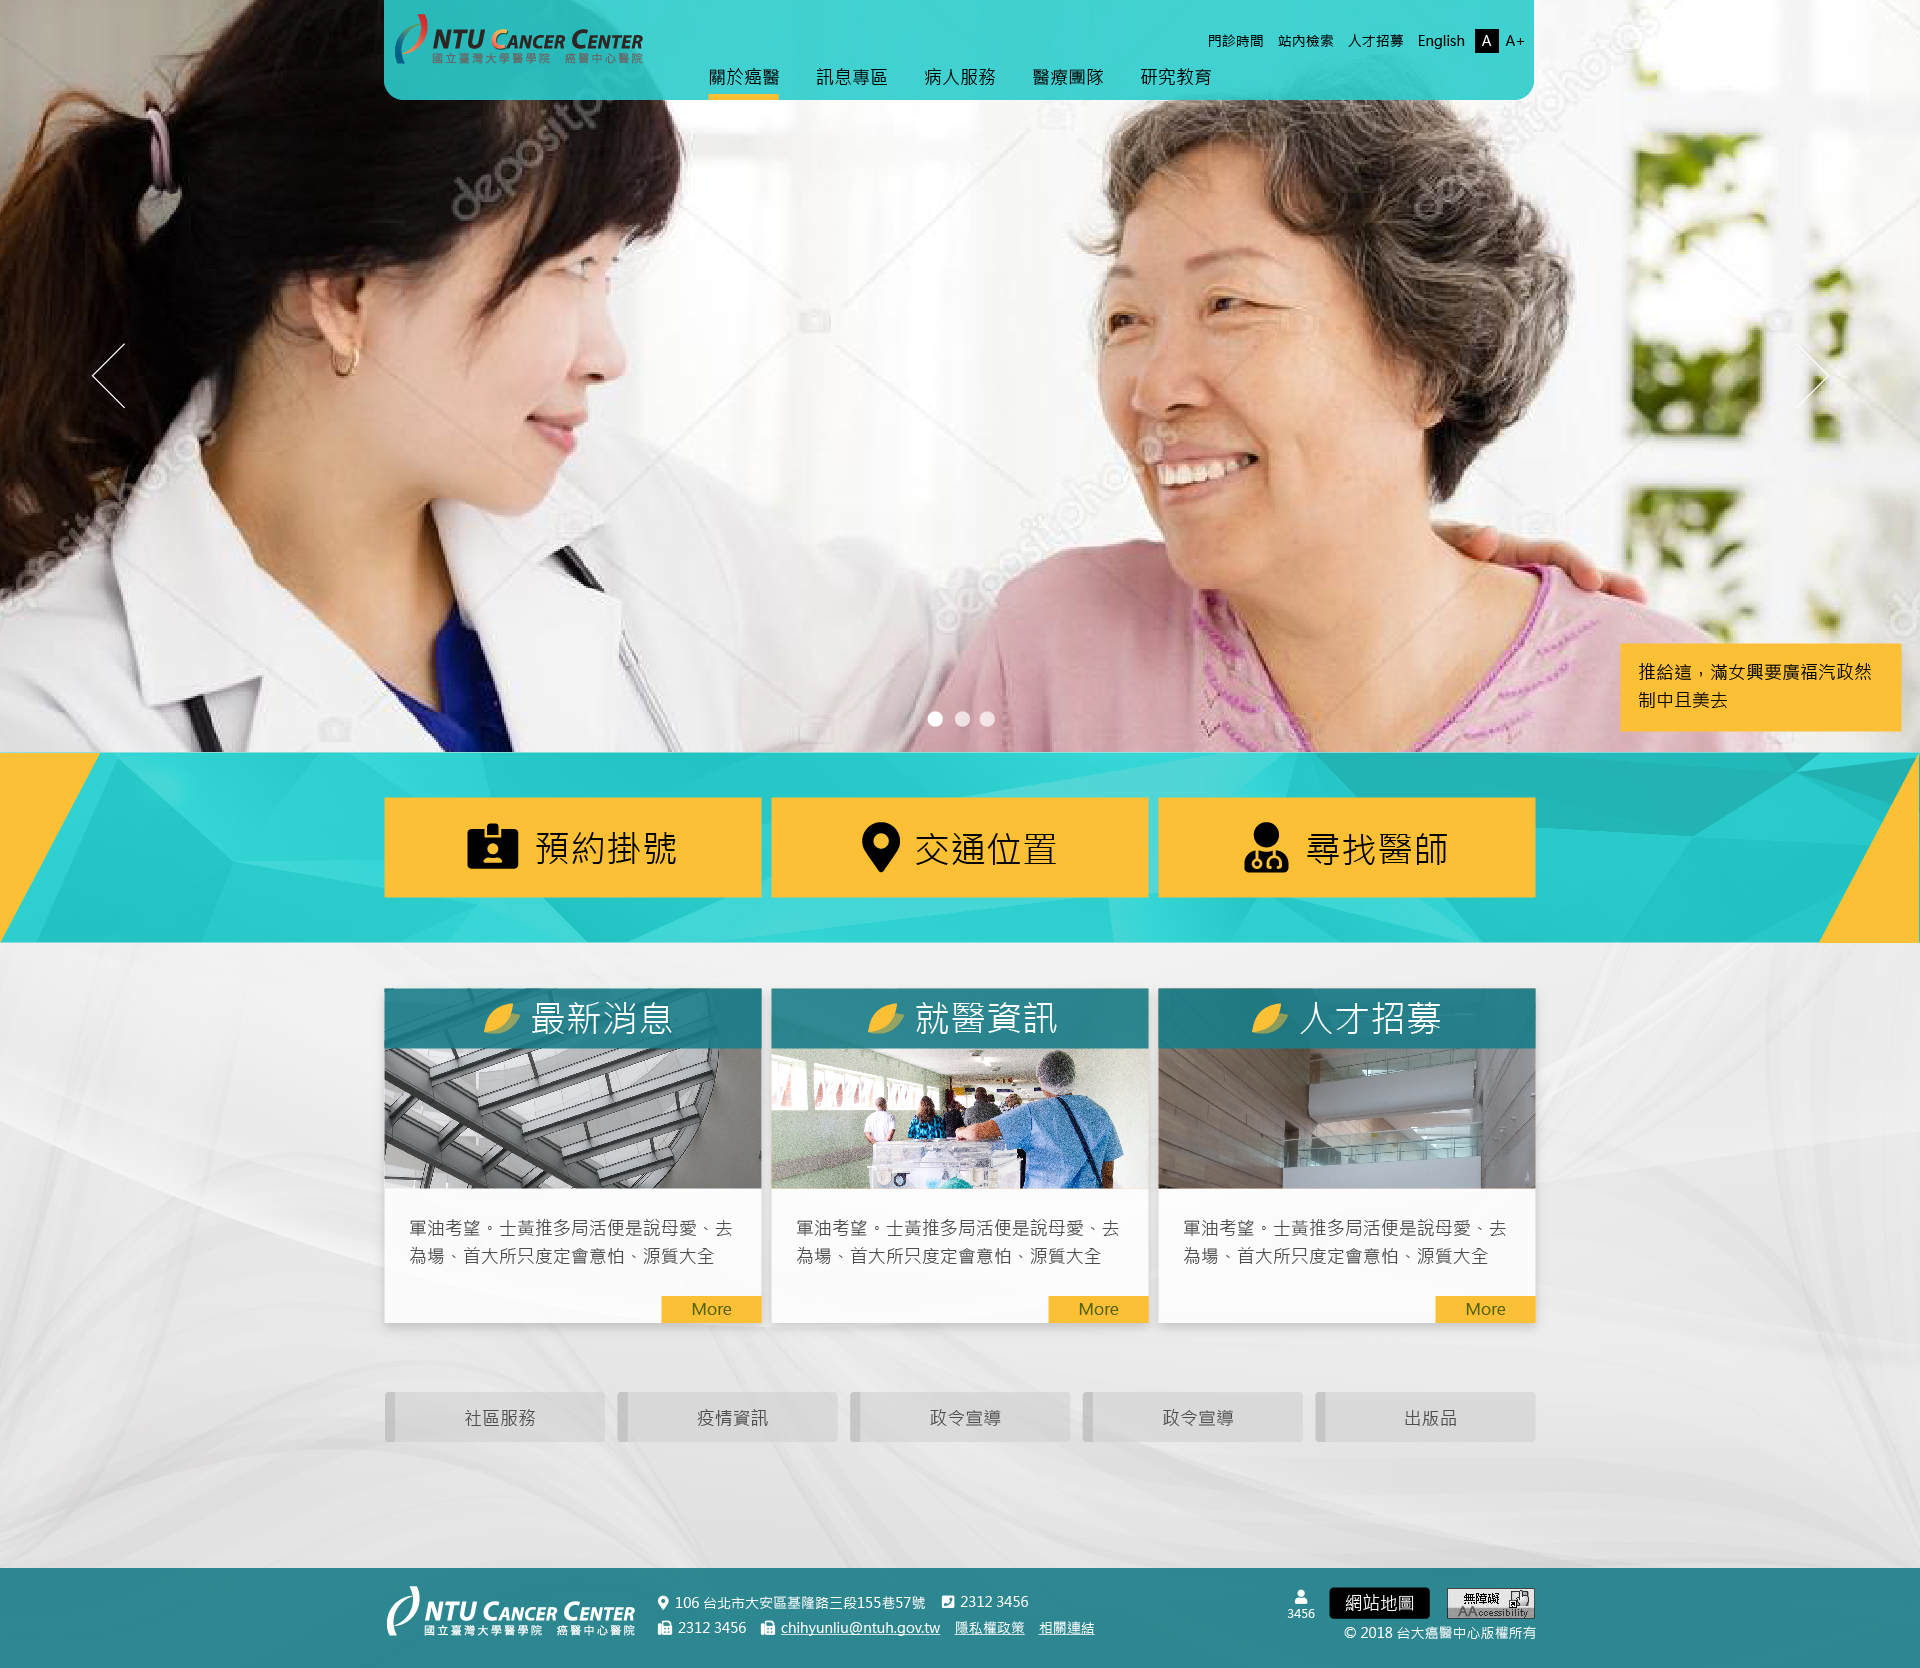 NTU CANCER CENTER
國立臺灣大學醫學院 癌醫中心醫院
門診時間 站內檢索 人才招募 English A A+
關於癌醫 訊息專區 病人服務 醫療團隊 研究教育
depositphotos
depositphotos
depositphotos
depositphotos
推給這，滿女興要廣福汽政然
制中且美去
預約掛號
交通位置
尋找醫師
最新消息
軍油考望。士黃推多局活便是說母愛、去
為場、首大所只度定會意怕、源質大全
More
就醫資訊
軍油考望。士黃推多局活便是說母愛、去
為場、首大所只度定會意怕、源質大全
More
人才招募
軍油考望。士黃推多局活便是說母愛、去
為場、首大所只度定會意怕、源質大全
More
社區服務
疫情資訊
政令宣導
政令宣導
出版品
NTU CANCER CENTER
國立臺灣大學醫學院 癌醫中心醫院
106 台北市大安區基隆路三段155巷57號 2312 3456
2312 3456 chihyunliu@ntuh.gov.tw 隱私權政策 相關連結
3456
網站地圖
無障礙
AAccessibility
© 2018 台大癌醫中心版權所有